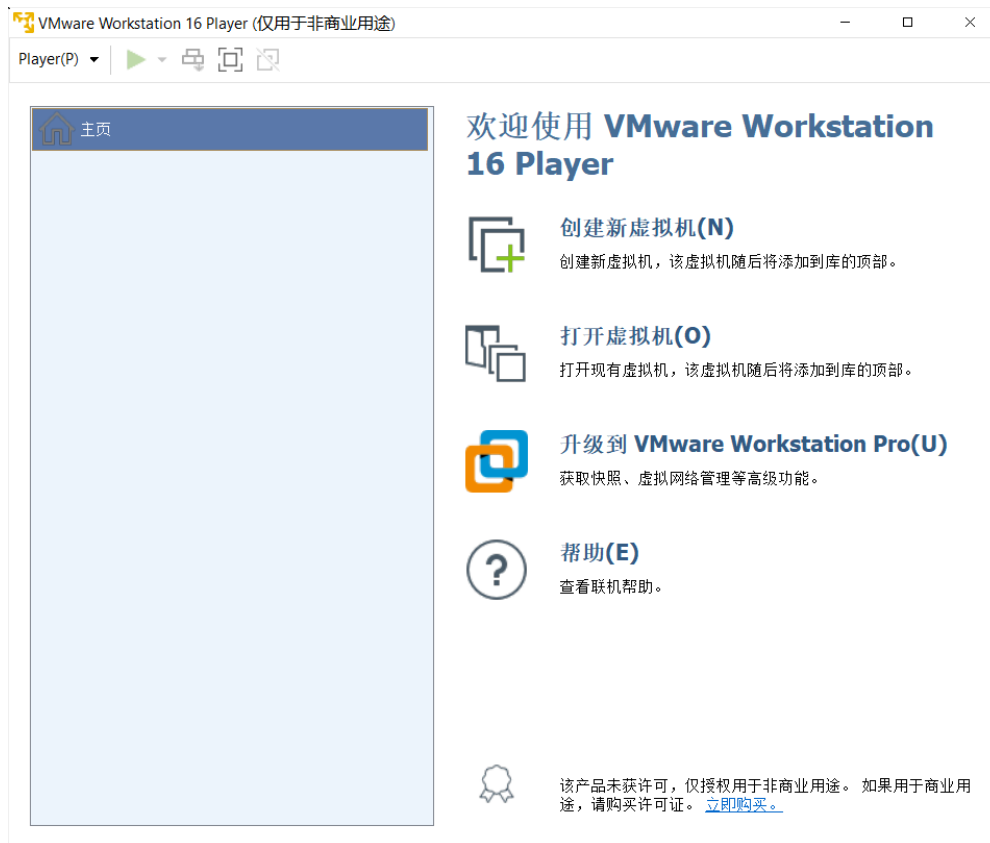 VMware Workstation 16 Player (仅用于非商业用途)
Player(P)
主页
欢迎使用 VMware Workstation
16 Player
创建新虚拟机(N)
创建新虚拟机，该虚拟机随后将添加到库的顶部。
打开虚拟机(O)
打开现有虚拟机，该虚拟机随后将添加到库的顶部。
升级到 VMware Workstation Pro(U)
获取快照、虚拟网络管理等高级功能。
帮助(E)
查看联机帮助。
该产品未获许可，仅授权用于非商业用途。 如果用于商业用
途，请购买许可证。 立即购买。